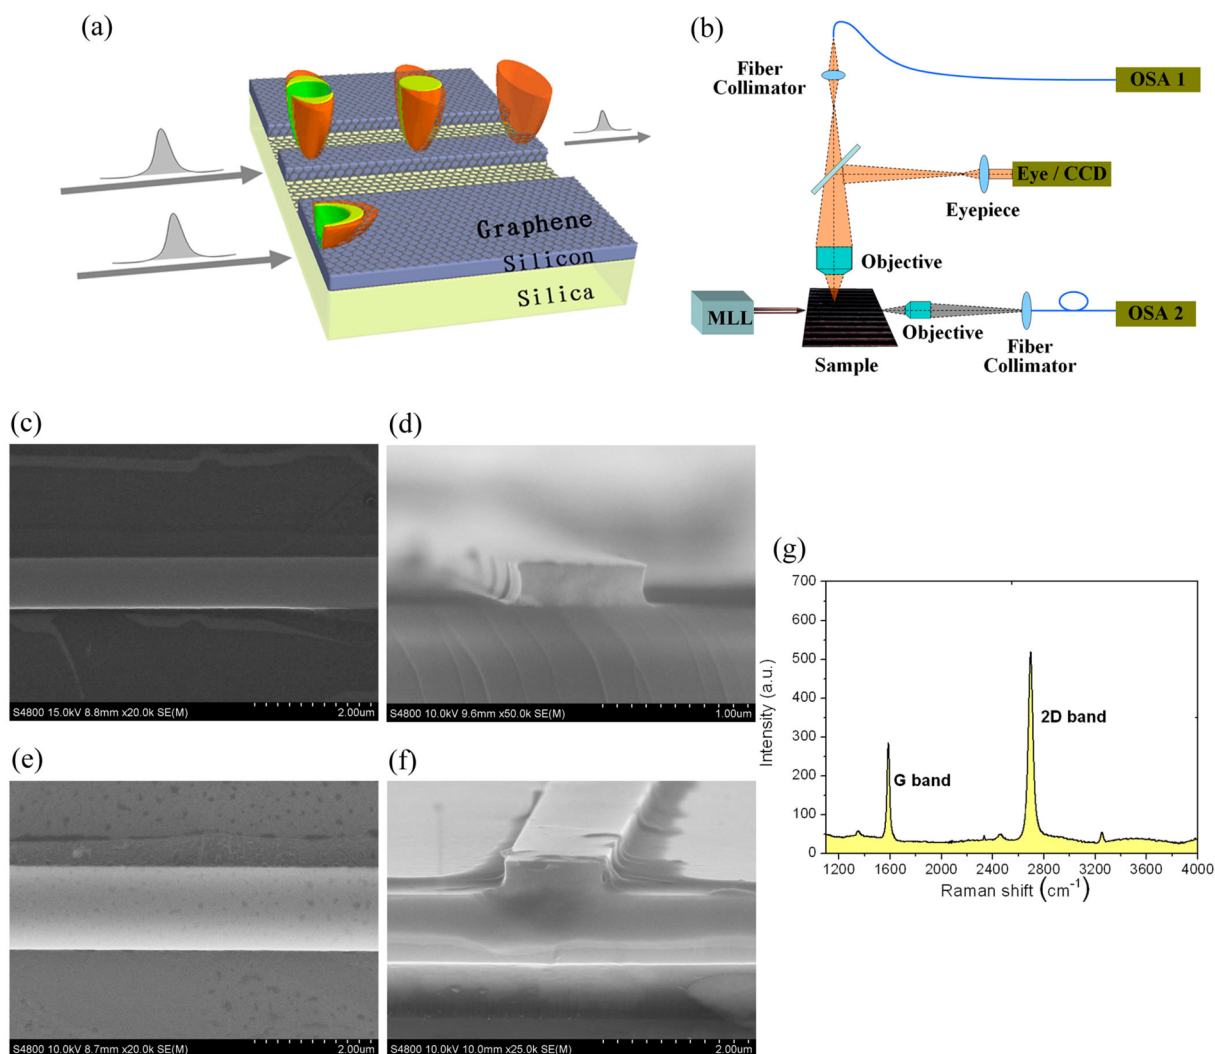 (a)
Graphene
Silicon
Silica
(b)
Fiber
Collimator
OSA 1
Eye / CCD
Eyepiece
Objective
MLL
Objective
OSA 2
Sample
Fiber
Collimator
(c)
S4800 15.0kV 8.8mm x20.0k SE(M)
2.00um
(d)
S4800 10.0kV 9.6mm x50.0k SE(M)
1.00um
(e)
S4800 10.0kV 8.7mm x20.0k SE(M)
2.00um
(f)
S4800 10.0kV 10.0mm x25.0k SE(M)
2.00um
(g)
700
600
500
400
300
200
100
0
Intensity (a.u.)
2D band
G band
1200 1600 2000 2400 2800 3200 3600 4000
Raman shift (cm-1)